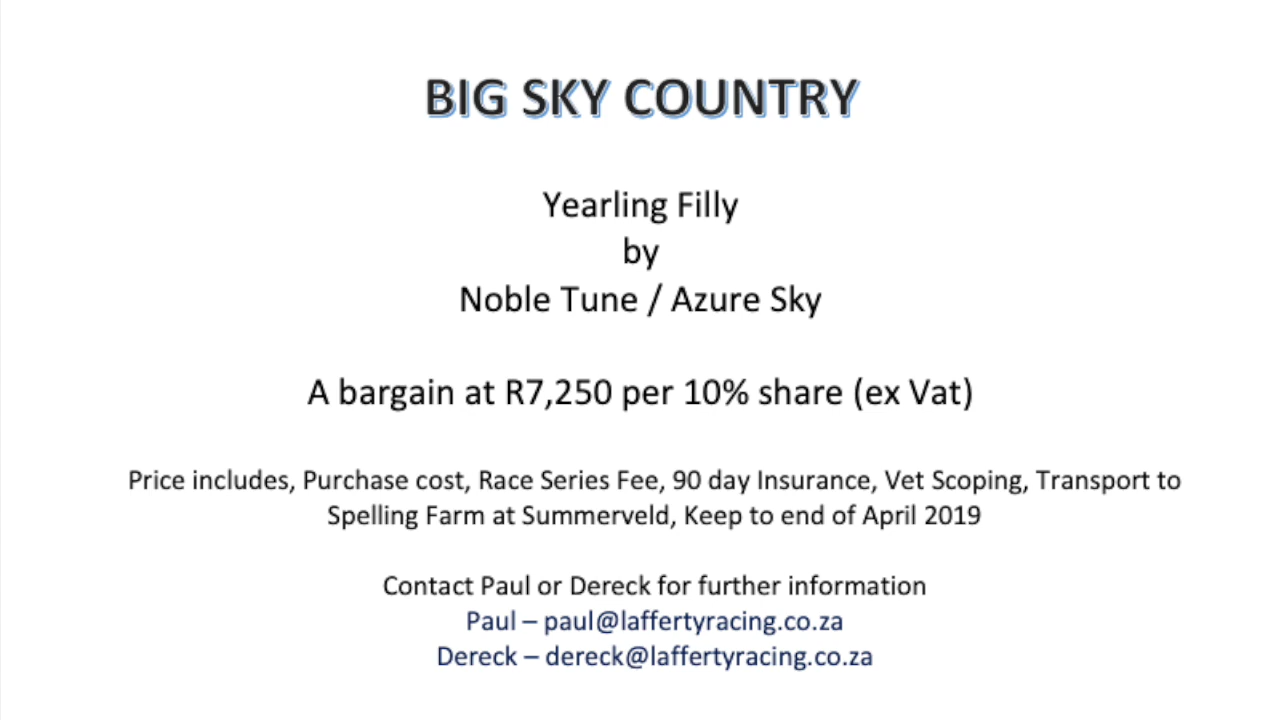 BIG SKY COUNTRY
Yearling Filly
by
Noble Tune / Azure Sky
A bargain at R7,250 per 10% share (ex Vat)
Price includes, Purchase cost, Race Series Fee, 90 day Insurance, Vet Scoping, Transport to
Spelling Farm at Summerveld, Keep to end of April 2019
Contact Paul or Dereck for further information
Paul – paul@laffertyracing.co.za
Dereck – dereck@laffertyracing.co.za